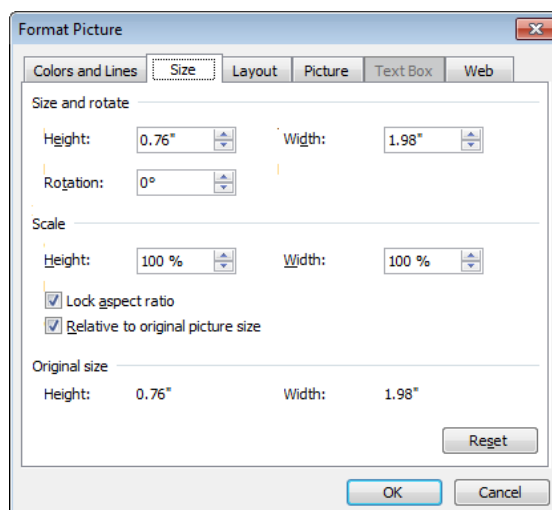 Format Picture
Colors and Lines Size Layout Picture Text Box Web
Size and rotate
Height: 0.76" Width: 1.98"
Rotation: 0°
Scale
Height: 100 % Width: 100 %
Lock aspect ratio
Relative to original picture size
Original size
Height: 0.76" Width: 1.98"
Reset
OK Cancel